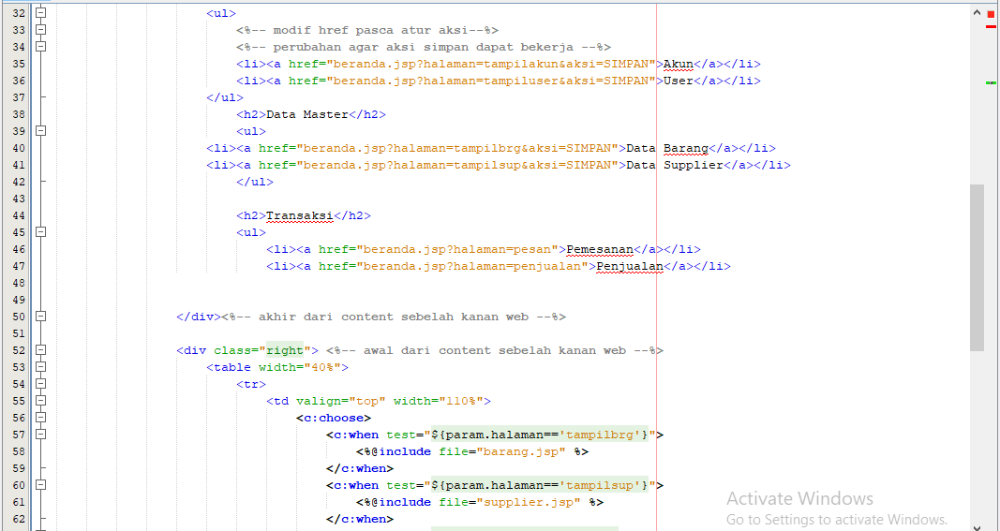 32 <ul>
33 <%-- modif href pasca atur aksi--%>
34 <%-- perubahan agar aksi simpan dapat bekerja --%>
35 <li><a href="beranda.jsp?halaman=tampilakun&aksi=SIMPAN">Akun</a></li>
36 <li><a href="beranda.jsp?halaman=tampiluser&aksi=SIMPAN">User</a></li>
37 </ul>
38 <h2>Data Master</h2>
39 <ul>
40 <li><a href="beranda.jsp?halaman=tampilbrg&aksi=SIMPAN">Data Barang</a></li>
41 <li><a href="beranda.jsp?halaman=tampilsup&aksi=SIMPAN">Data Supplier</a></li>
42 </ul>
43
44 <h2>Transaksi</h2>
45 <ul>
46 <li><a href="beranda.jsp?halaman=pesan">Pemesanan</a></li>
47 <li><a href="beranda.jsp?halaman=penjualan">Penjualan</a></li>
48
49
50 </div><%-- akhir dari content sebelah kanan web --%>
51
52 <div class="right"> <%-- awal dari content sebelah kanan web --%>
53 <table width="40%">
54 <tr>
55 <td valign="top" width="110%">
56 <c:choose>
57 <c:when test="${param.halaman=='tampilbrg'}">
58 <%@include file="barang.jsp" %>
59 </c:when>
60 <c:when test="${param.halaman=='tampilsup'}">
61 <%@include file="supplier.jsp" %>
62 </c:when>
Activate Windows
Go to Settings to activate Windows.